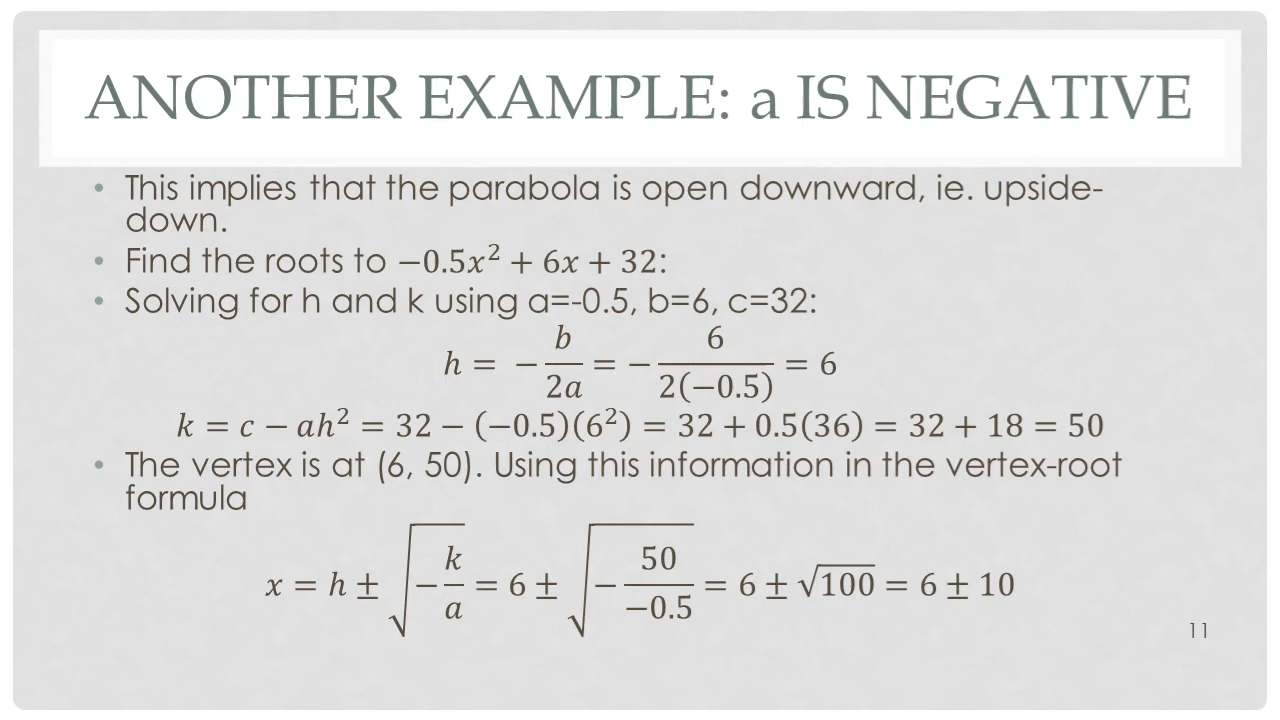 ANOTHER EXAMPLE: a IS NEGATIVE
• This implies that the parabola is open downward, ie. upside-
down.
• Find the roots to −0.5x² + 6x + 32:
• Solving for h and k using a=-0.5, b=6, c=32:
h = − b/2a = − 6/2(−0.5) = 6
k = c − ah² = 32 − (−0.5)(6²) = 32 + 0.5(36) = 32 + 18 = 50
• The vertex is at (6, 50). Using this information in the vertex-root
formula
x = h ± √(−k/a) = 6 ± √(−50/−0.5) = 6 ± √100 = 6 ± 10
11